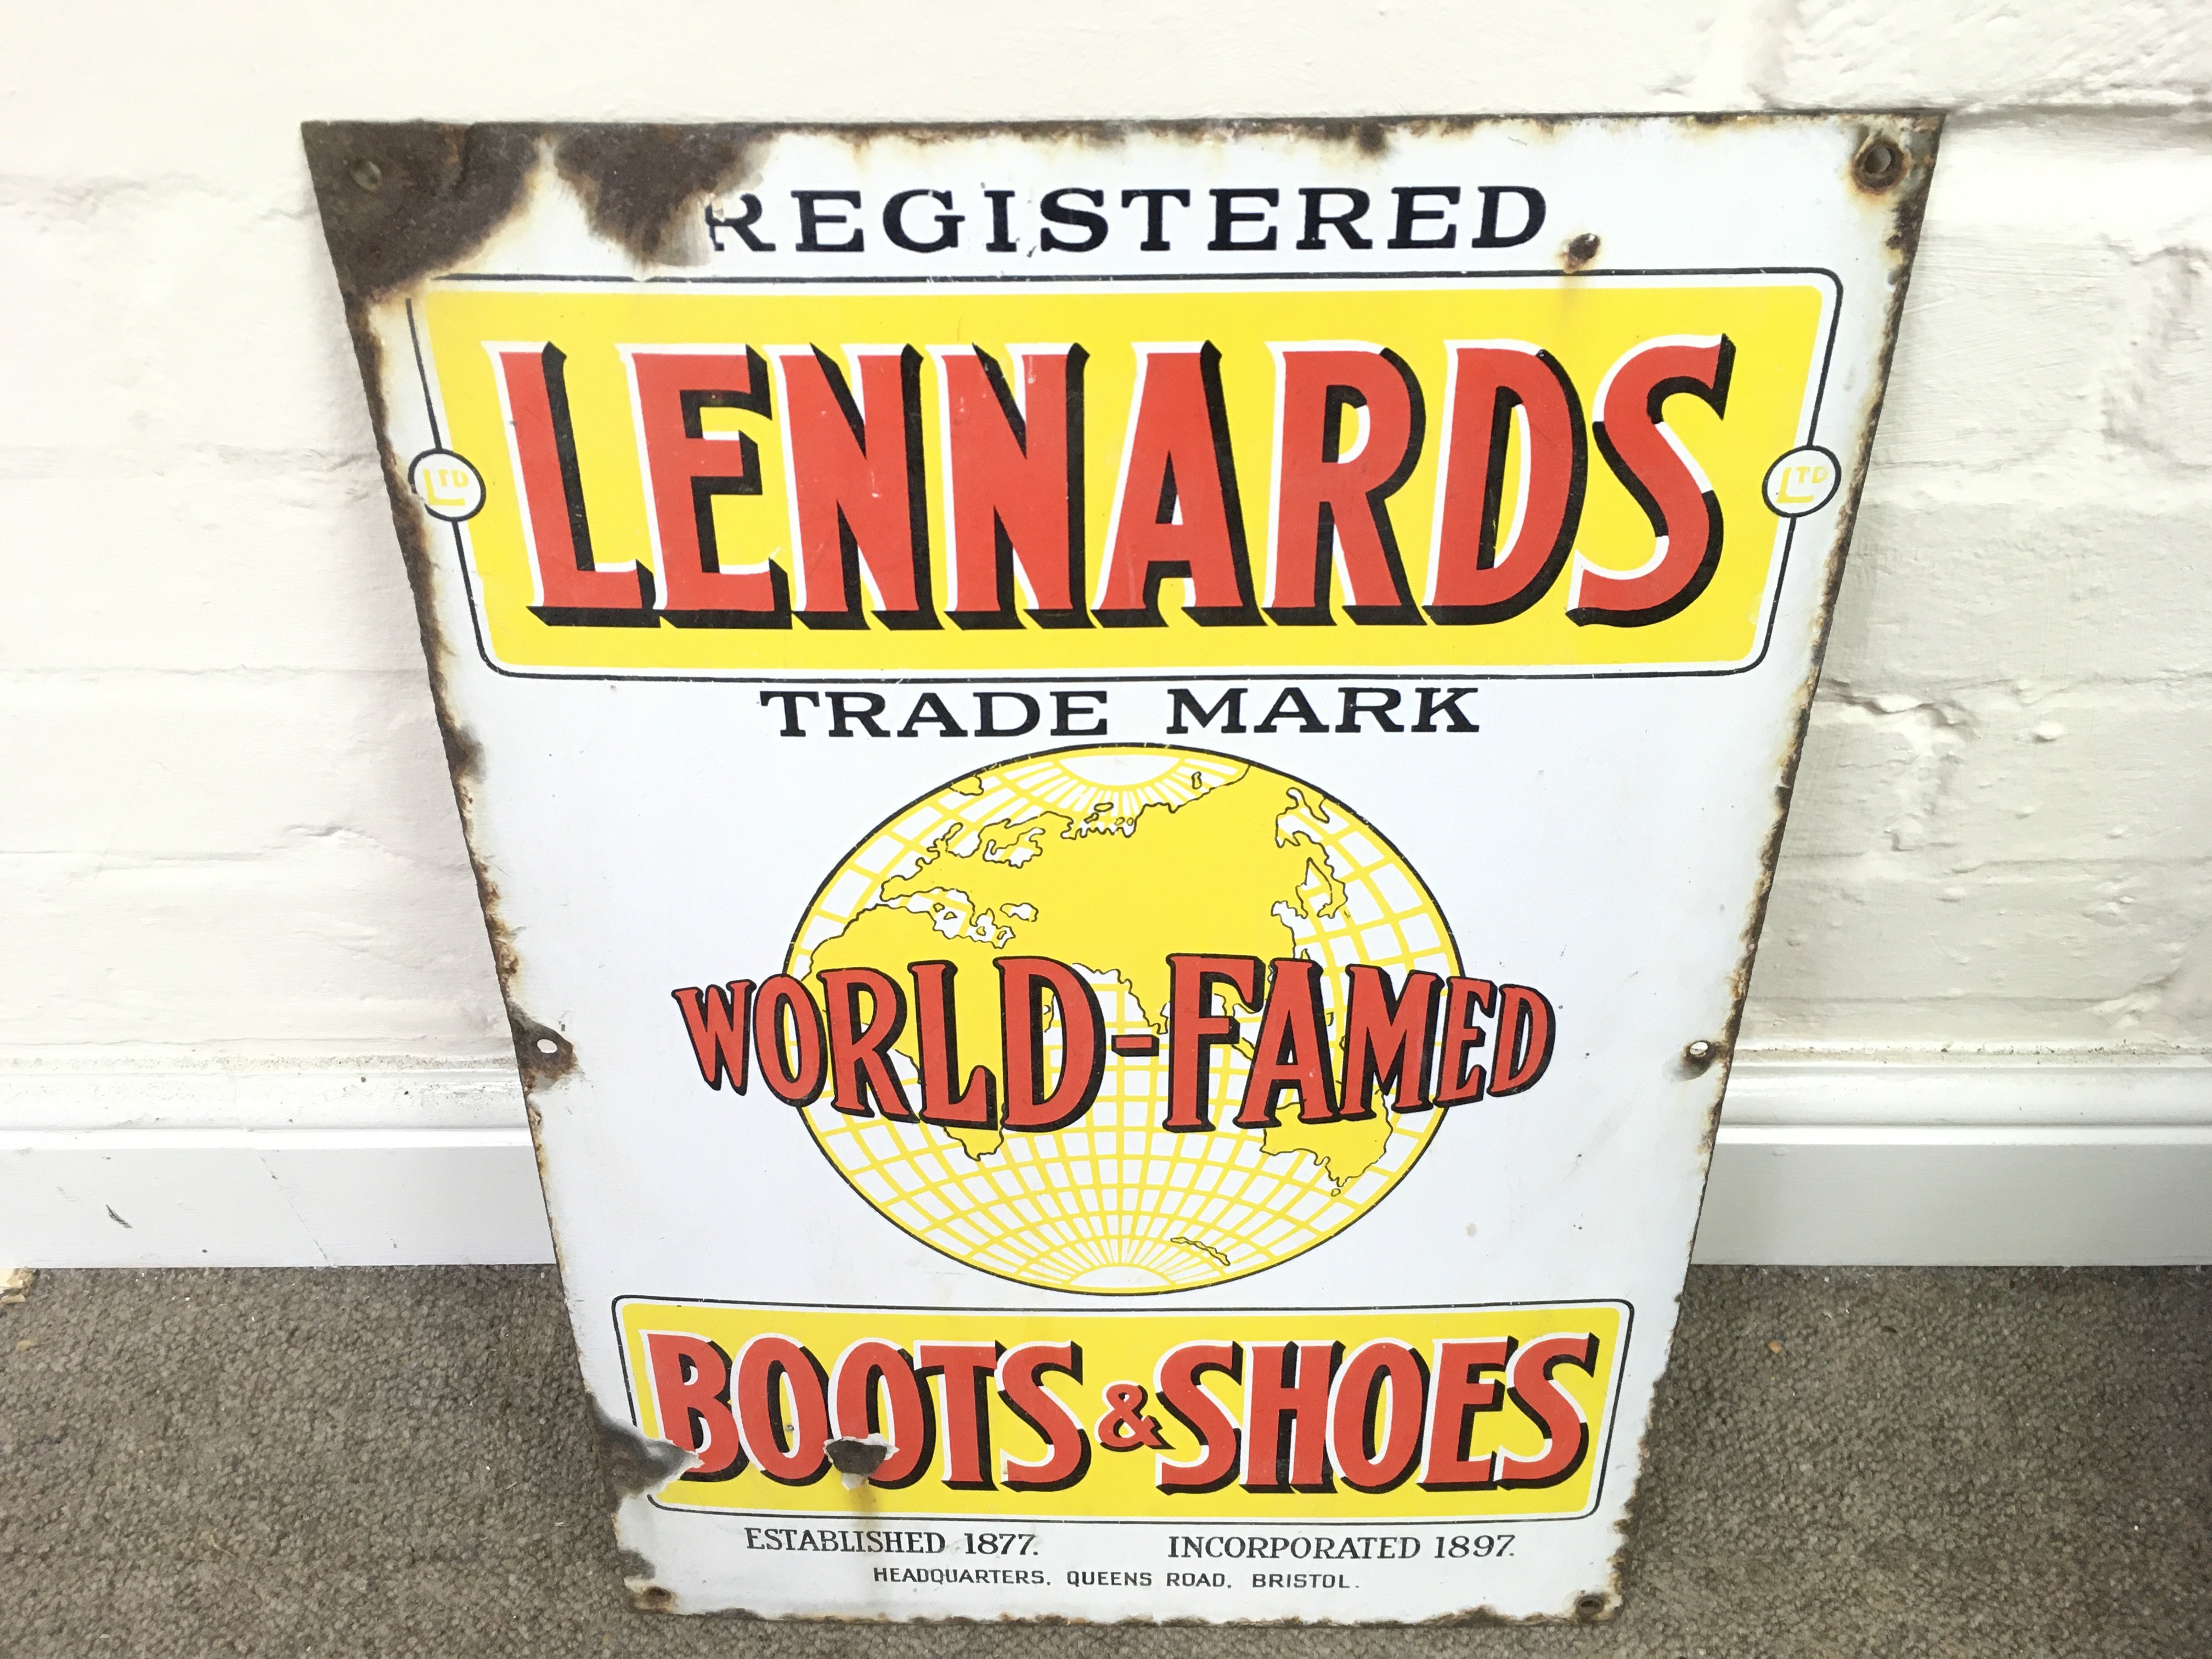 REGISTERED
LENNARDS
LTD LTD
TRADE MARK
WORLD-FAMED
BOOTS & SHOES
ESTABLISHED 1877. INCORPORATED 1897.
HEADQUARTERS, QUEENS ROAD, BRISTOL.